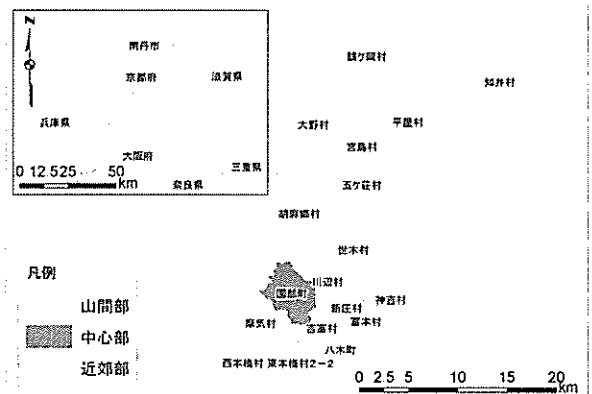 Z
南丹市
京都府
滋賀県
兵庫県
大阪府
三重県
奈良県
0 12.525 50
km
鶴ケ岡村
知井村
大野村
平屋村
宮島村
五ケ荘村
胡麻郷村
世木村
川辺村
園部町
新庄村
神吉村
摩気村
吉富村
富本村
八木町
西本梅村 東本梅村2-2
凡例
山間部
中心部
近郊部
0 2.5 5 10 15 20
km